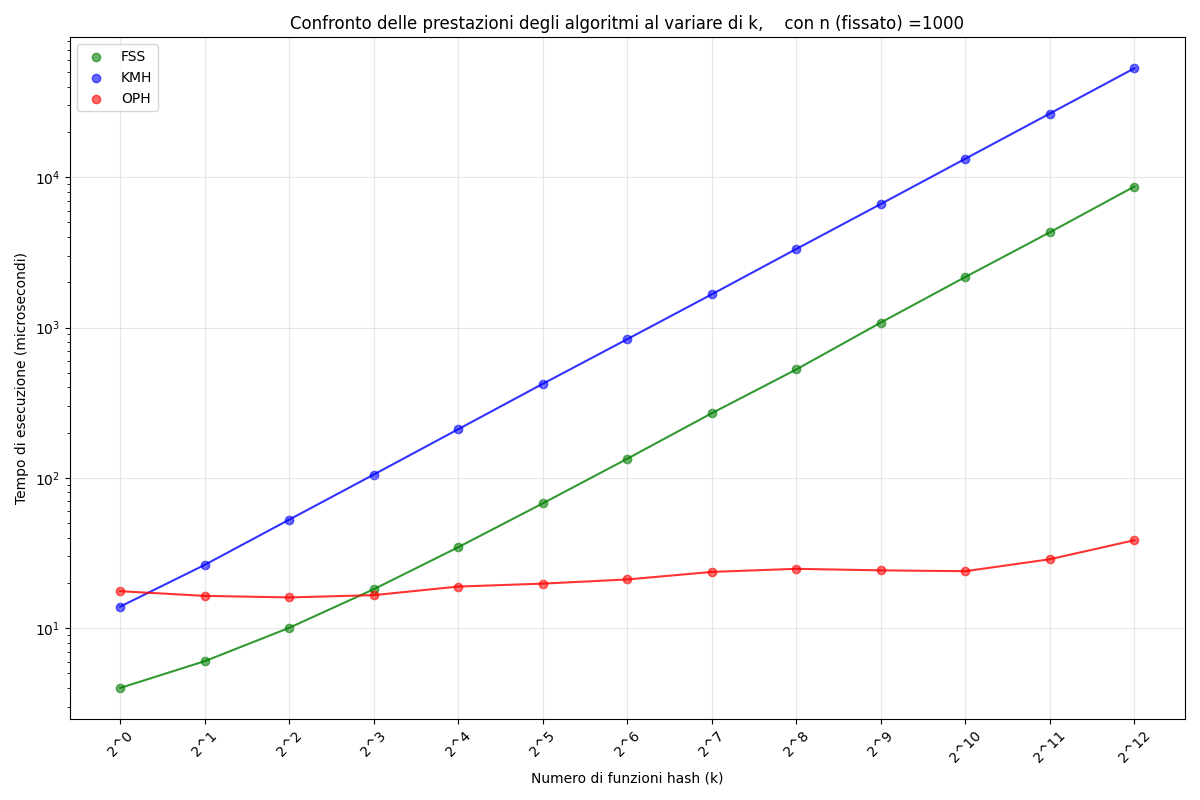 Confronto delle prestazioni degli algoritmi al variare di k,    con n (fissato) =1000
FSS
KMH
OPH
Tempo di esecuzione (microsecondi)
10^4
10^3
10^2
10^1
2^0
2^1
2^2
2^3
2^4
2^5
2^6
2^7
2^8
2^9
2^10
2^11
2^12
Numero di funzioni hash (k)